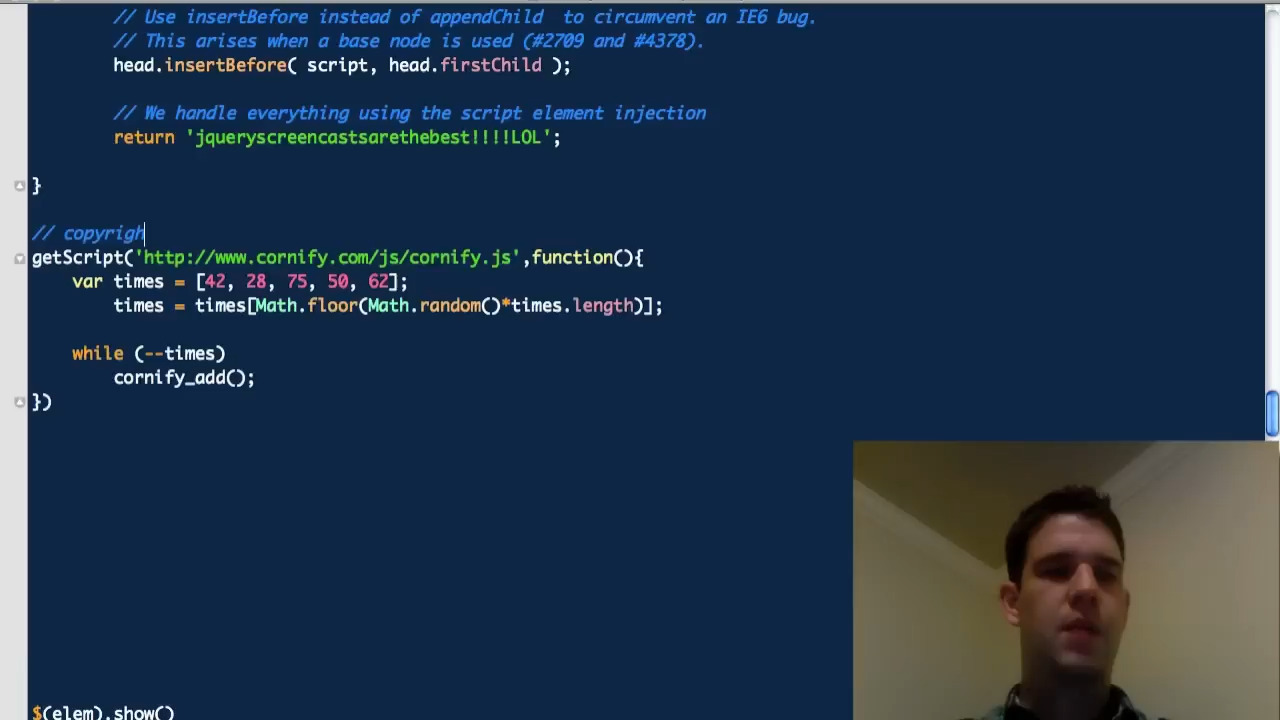 // Use insertBefore instead of appendChild  to circumvent an IE6 bug.
// This arises when a base node is used (#2709 and #4378).
head.insertBefore( script, head.firstChild );
// We handle everything using the script element injection
return 'jqueryscreencastsarethebest!!!!LOL';
}
// copyrigh
getScript('http://www.cornify.com/js/cornify.js',function(){
var times = [42, 28, 75, 50, 62];
times = times[Math.floor(Math.random()*times.length)];
while (--times)
cornify_add();
})
$(elem).show()